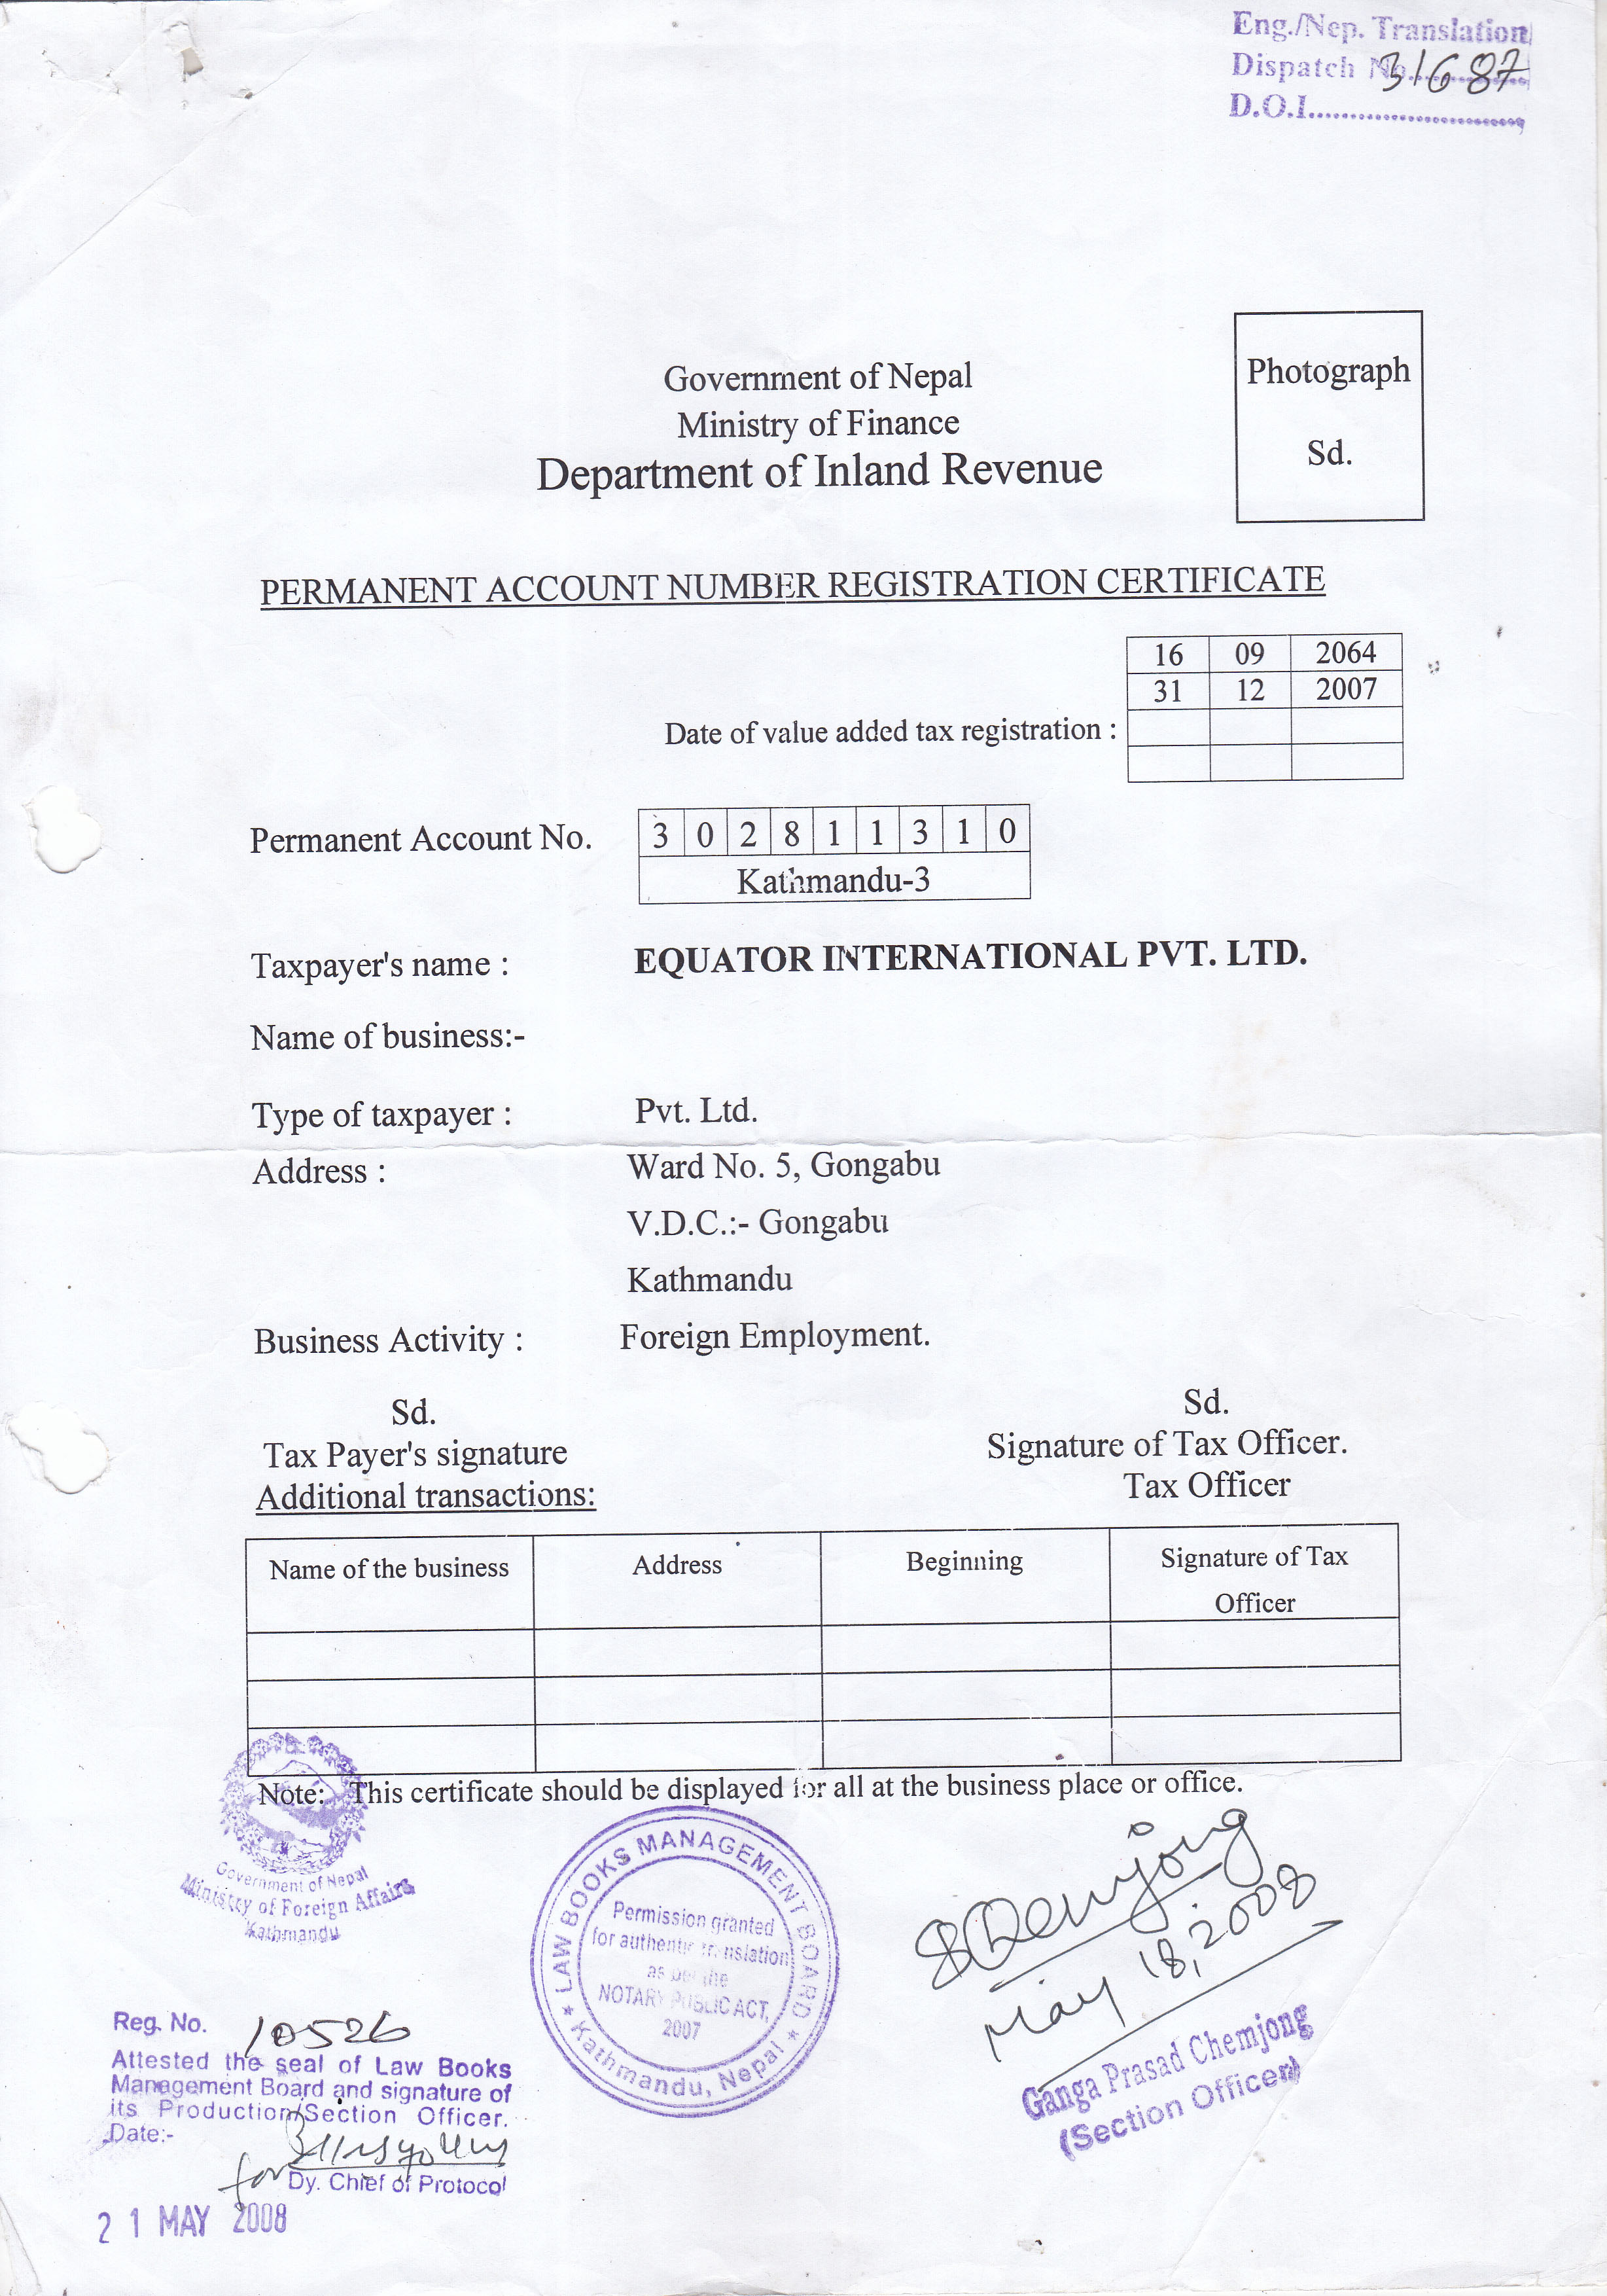 Eng./Nep. Translation
Dispatch No. 31687
D.O.I..............................
Photograph
Sd.
Government of Nepal
Ministry of Finance
Department of Inland Revenue
PERMANENT ACCOUNT NUMBER REGISTRATION CERTIFICATE
16 09 2064
31 12 2007
Date of value added tax registration :
Permanent Account No. 3 0 2 8 1 1 3 1 0
Kathmandu-3
Taxpayer's name : EQUATOR INTERNATIONAL PVT. LTD.
Name of business:-
Type of taxpayer : Pvt. Ltd.
Address : Ward No. 5, Gongabu
V.D.C.:- Gongabu
Kathmandu
Business Activity : Foreign Employment.
Sd. Sd.
Tax Payer's signature Signature of Tax Officer.
Additional transactions: Tax Officer
Name of the business Address Beginning Signature of Tax
Officer
Note: This certificate should be displayed for all at the business place or office.
Government of Nepal
Ministry of Foreign Affairs
Kathmandu
LAW BOOKS MANAGEMENT BOARD
Permission granted
for authentic translation
as per the
NOTARY PUBLIC ACT,
2007
Kathmandu, Nepal
May 18, 2008
Ganga Prasad Chemjong
(Section Officer)
Reg. No. 10526
Attested the seal of Law Books
Management Board and signature of
its Production/Section Officer.
Date:-
for Dy. Chief of Protocol
21 MAY 2008